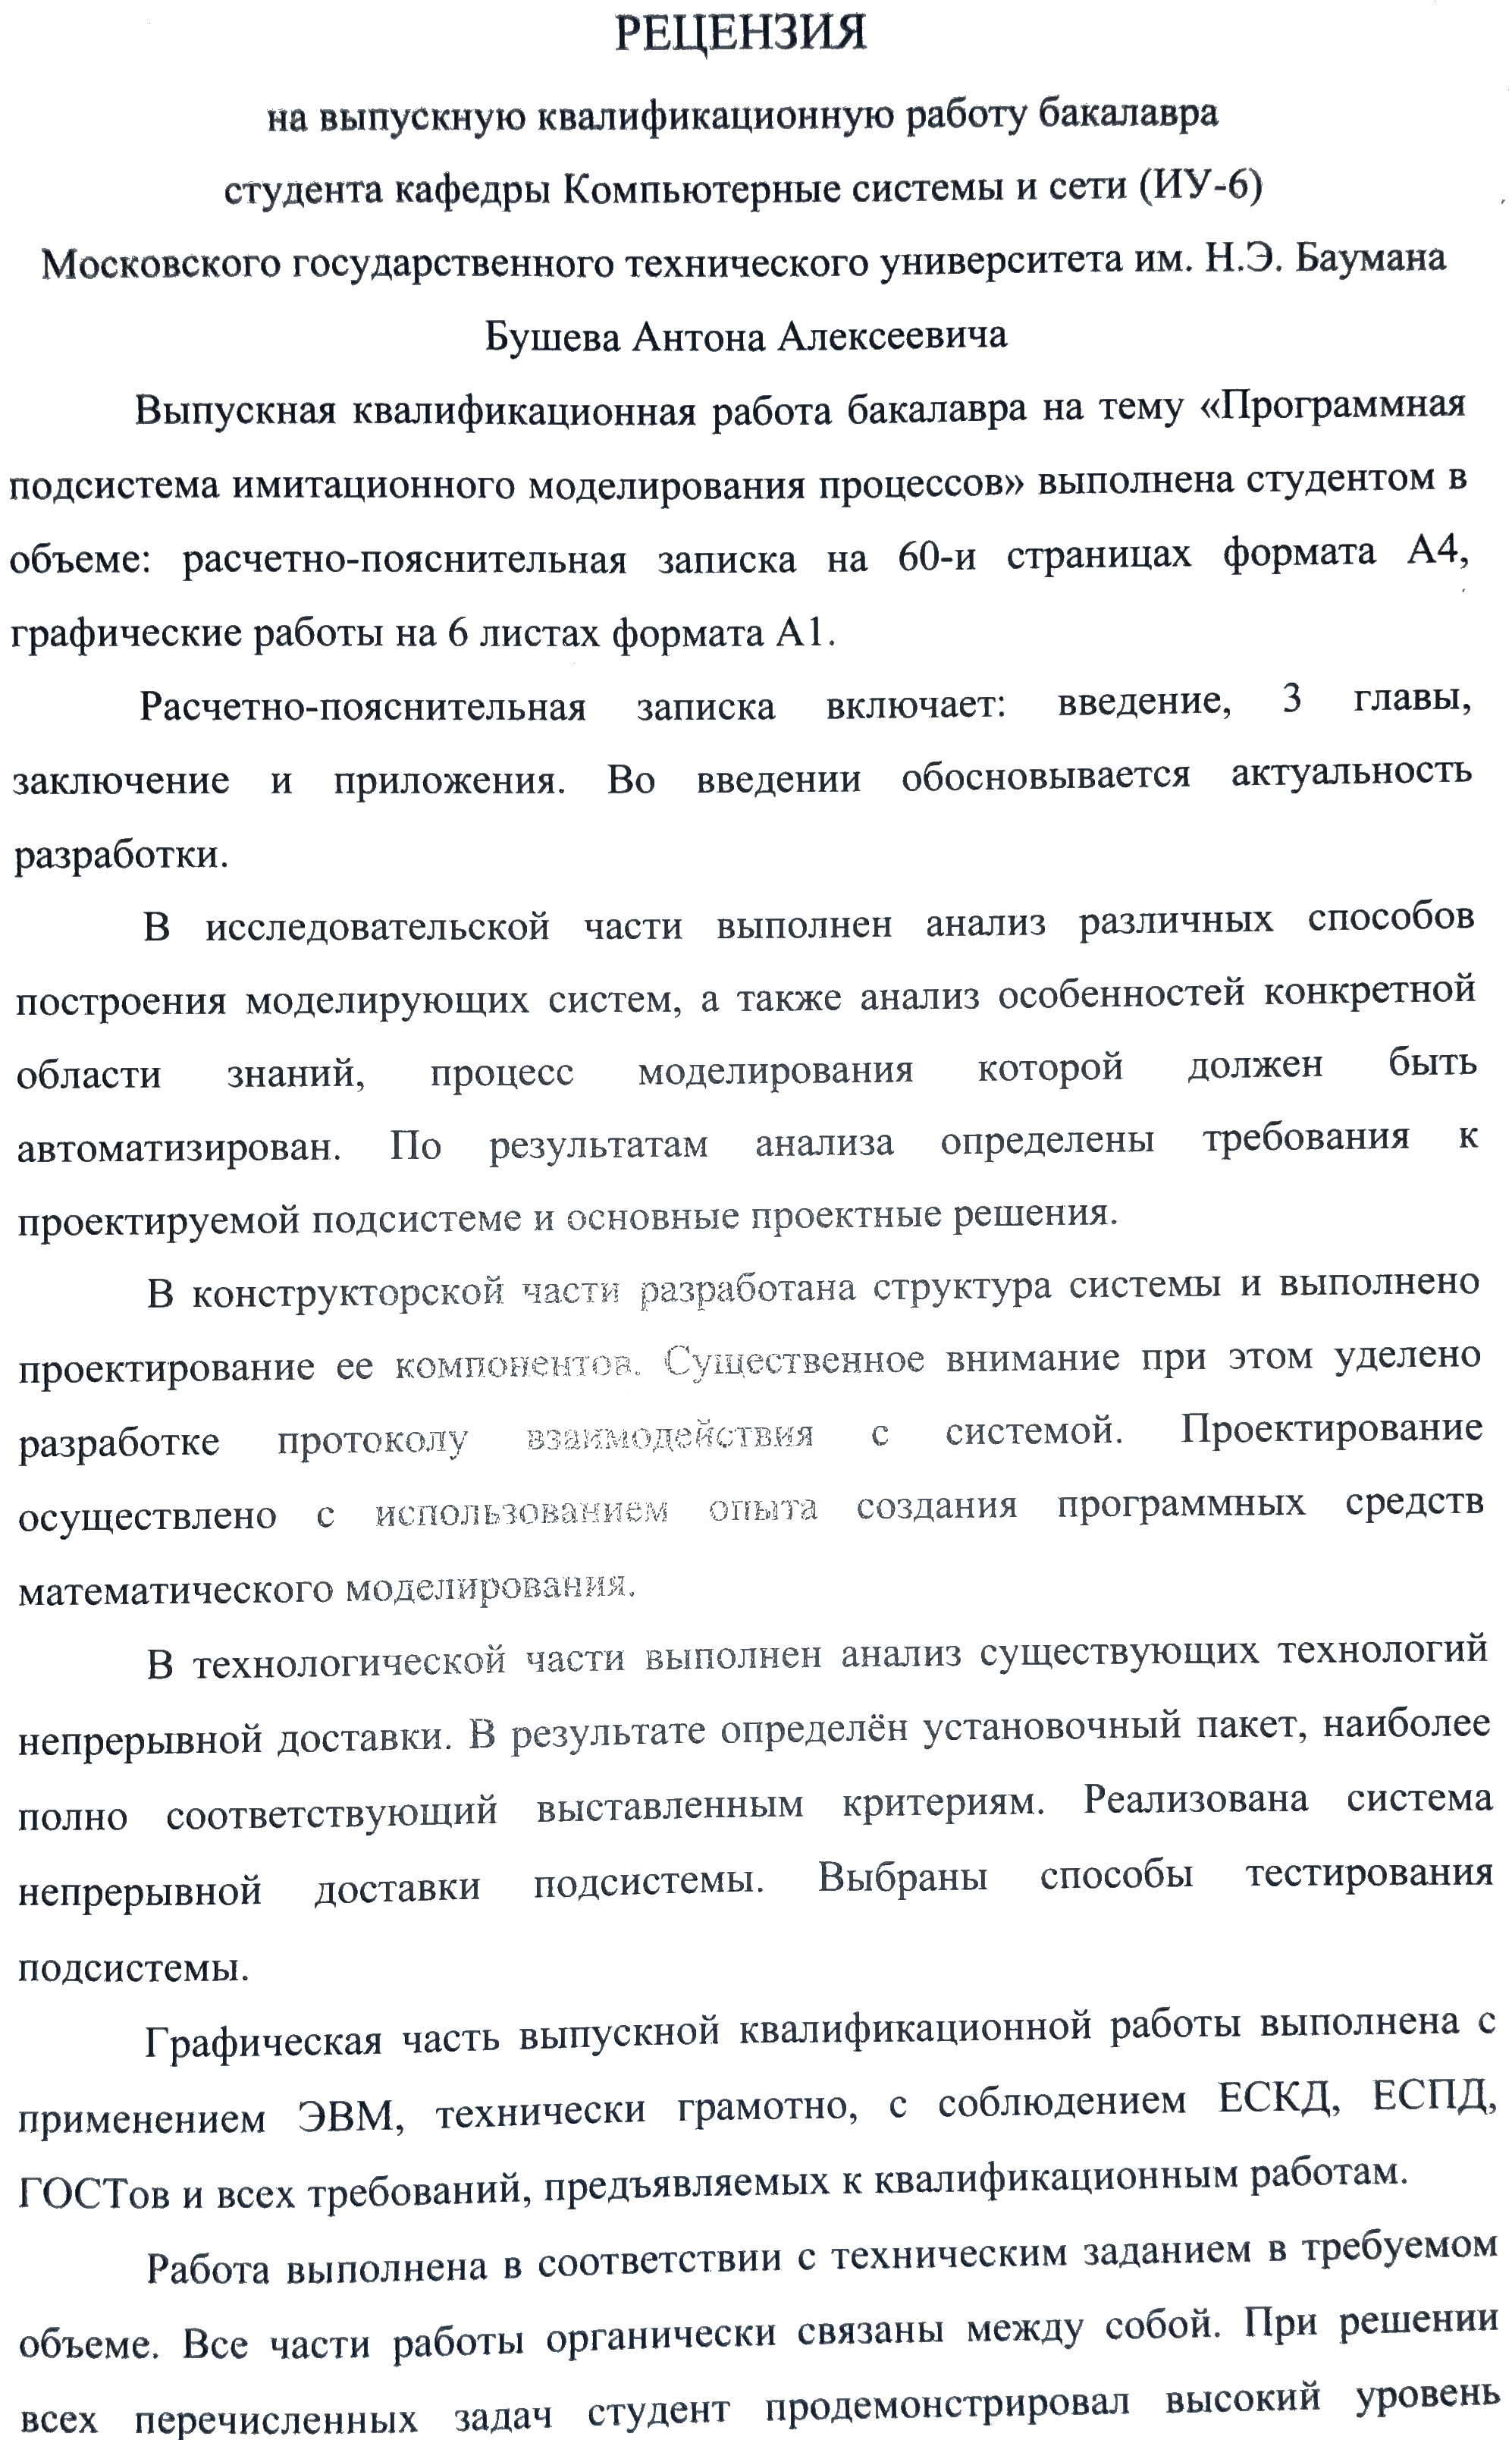 РЕЦЕНЗИЯ
на выпускную квалификационную работу бакалавра
студента кафедры Компьютерные системы и сети (ИУ-6)
Московского государственного технического университета им. Н.Э. Баумана
Бушева Антона Алексеевича
Выпускная квалификационная работа бакалавра на тему «Программная
подсистема имитационного моделирования процессов» выполнена студентом в
объеме: расчетно-пояснительная записка на 60-и страницах формата А4,
графические работы на 6 листах формата А1.
Расчетно-пояснительная записка включает: введение, 3 главы,
заключение и приложения. Во введении обосновывается актуальность
разработки.
В исследовательской части выполнен анализ различных способов
построения моделирующих систем, а также анализ особенностей конкретной
области знаний, процесс моделирования которой должен быть
автоматизирован. По результатам анализа определены требования к
проектируемой подсистеме и основные проектные решения.
В конструкторской части разработана структура системы и выполнено
проектирование ее компонентов. Существенное внимание при этом уделено
разработке протоколу взаимодействия с системой. Проектирование
осуществлено с использованием опыта создания программных средств
математического моделирования.
В технологической части выполнен анализ существующих технологий
непрерывной доставки. В результате определён установочный пакет, наиболее
полно соответствующий выставленным критериям. Реализована система
непрерывной доставки подсистемы. Выбраны способы тестирования
подсистемы.
Графическая часть выпускной квалификационной работы выполнена с
применением ЭВМ, технически грамотно, с соблюдением ЕСКД, ЕСПД,
ГОСТов и всех требований, предъявляемых к квалификационным работам.
Работа выполнена в соответствии с техническим заданием в требуемом
объеме. Все части работы органически связаны между собой. При решении
всех перечисленных задач студент продемонстрировал высокий уровень